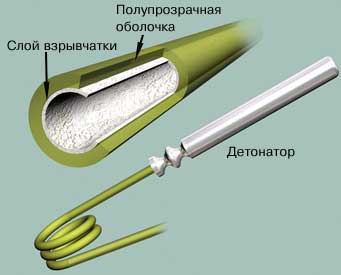 Полупрозрачная
оболочка
Слой взрывчатки
Детонатор